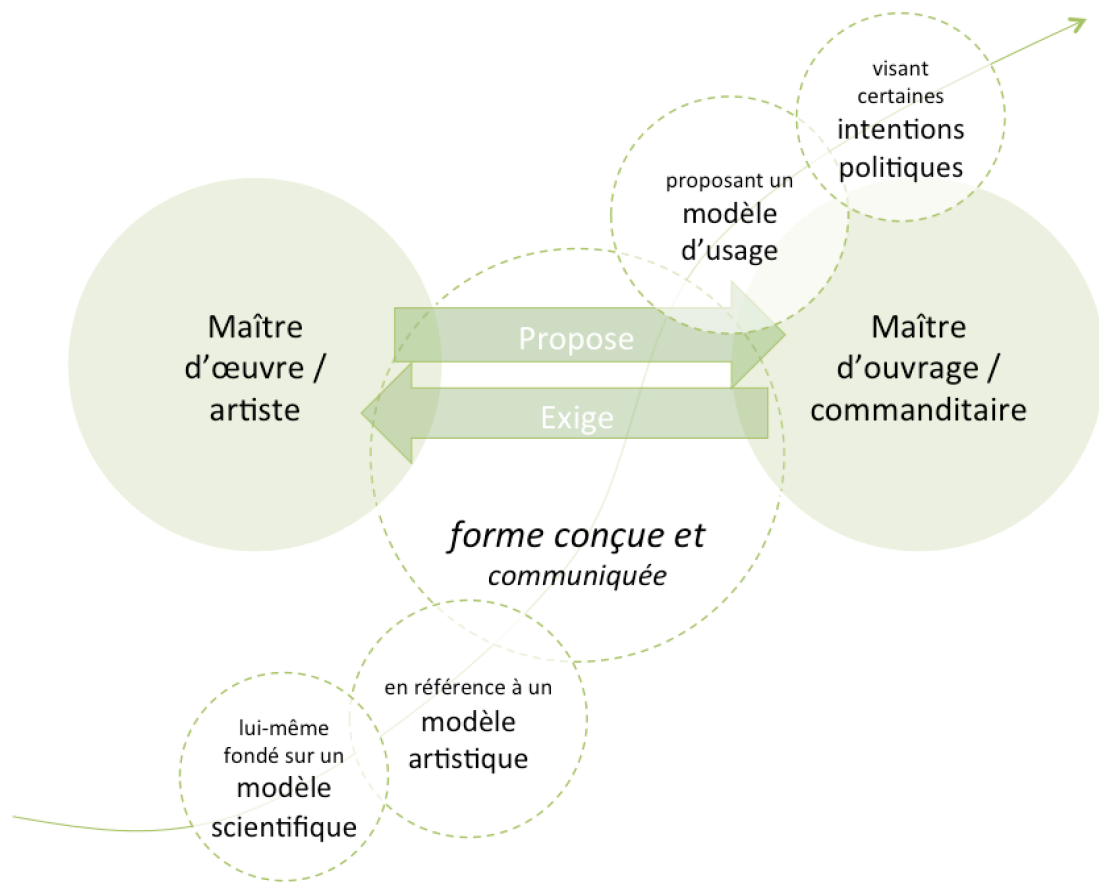 visant
certaines
intentions
politiques
proposant un
modèle
d’usage
Maître
d’œuvre /
artiste
Propose
Exige
Maître
d’ouvrage /
commanditaire
forme conçue et
communiquée
en référence à un
modèle
artistique
lui-même
fondé sur un
modèle
scientifique